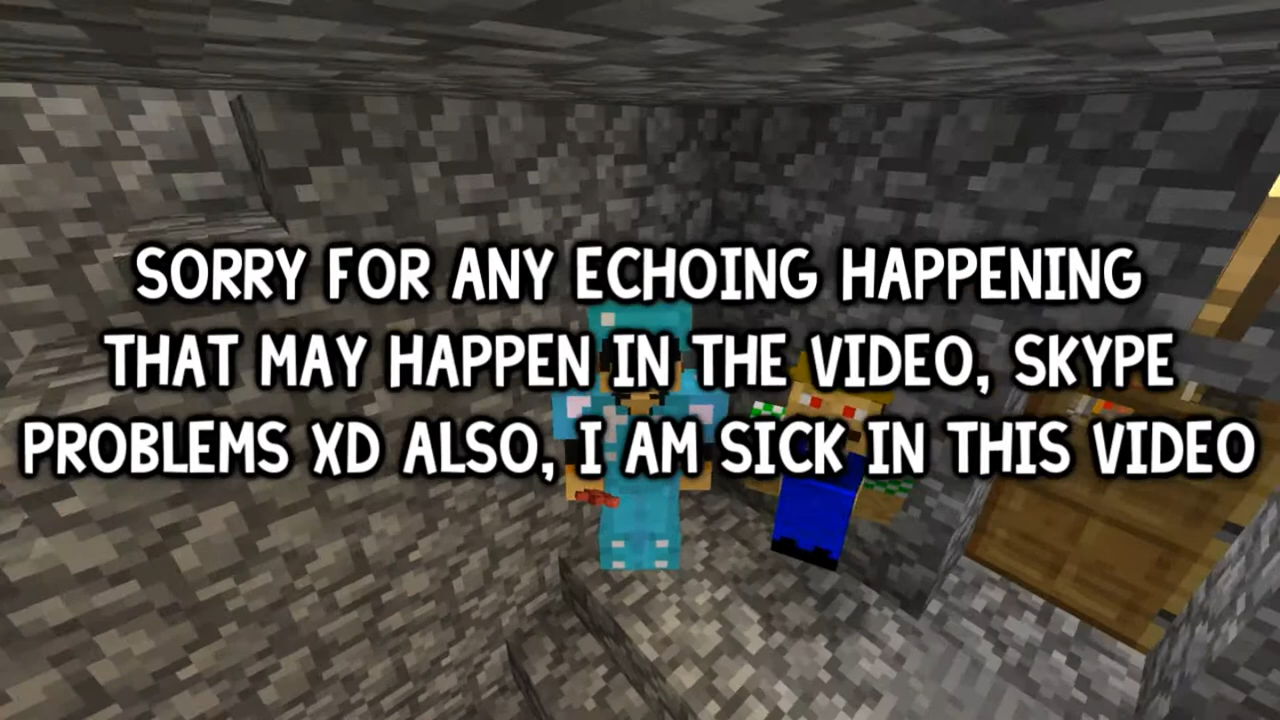 SORRY FOR ANY ECHOING HAPPENING
THAT MAY HAPPEN IN THE VIDEO, SKYPE
PROBLEMS XD ALSO, I AM SICK IN THIS VIDEO